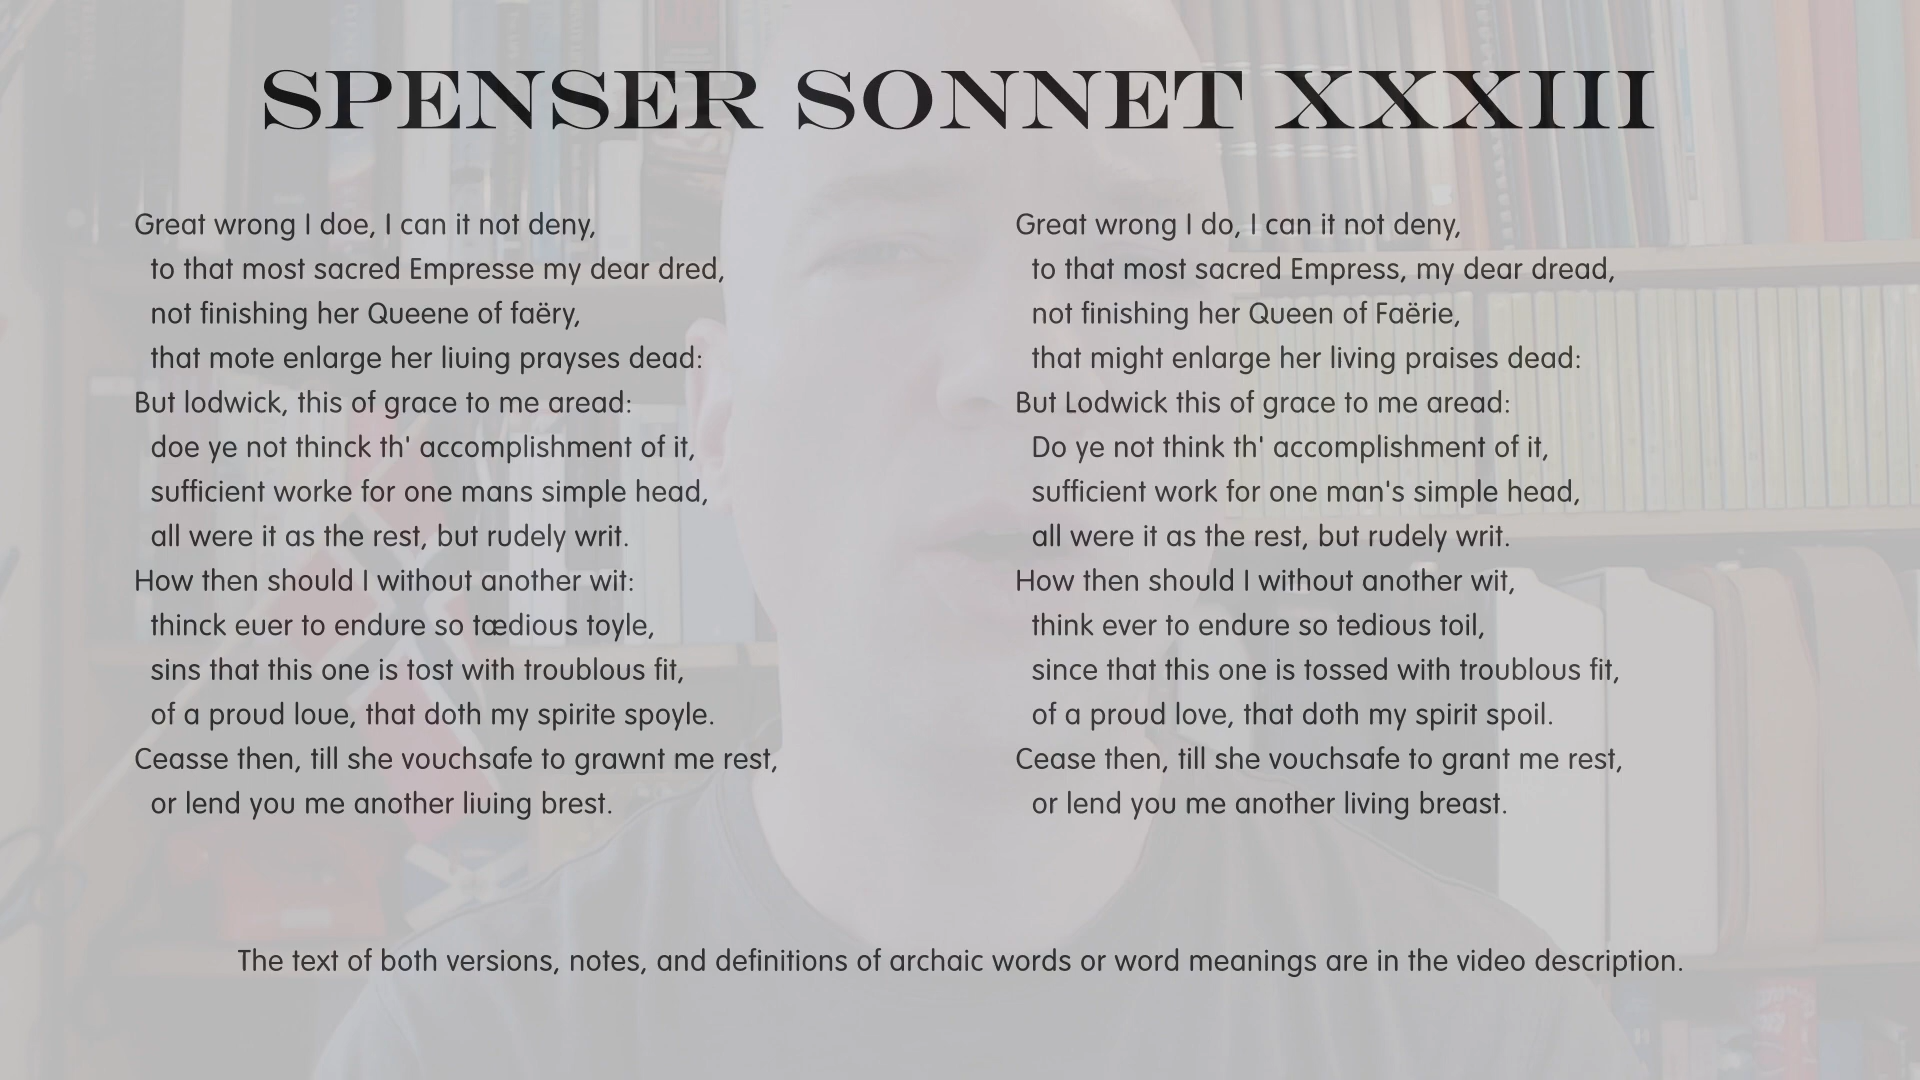 SPENSER SONNET XXXIII
Great wrong I doe, I can it not deny,
to that most sacred Empresse my dear dred,
not finishing her Queene of faëry,
that mote enlarge her liuing prayses dead:
But lodwick, this of grace to me aread:
doe ye not thinck th' accomplishment of it,
sufficient worke for one mans simple head,
all were it as the rest, but rudely writ.
How then should I without another wit:
thinck euer to endure so tædious toyle,
sins that this one is tost with troublous fit,
of a proud loue, that doth my spirite spoyle.
Ceasse then, till she vouchsafe to grawnt me rest,
or lend you me another liuing brest.
Great wrong I do, I can it not deny,
to that most sacred Empress, my dear dread,
not finishing her Queen of Faërie,
that might enlarge her living praises dead:
But Lodwick this of grace to me aread:
Do ye not think th' accomplishment of it,
sufficient work for one man's simple head,
all were it as the rest, but rudely writ.
How then should I without another wit,
think ever to endure so tedious toil,
since that this one is tossed with troublous fit,
of a proud love, that doth my spirit spoil.
Cease then, till she vouchsafe to grant me rest,
or lend you me another living breast.
The text of both versions, notes, and definitions of archaic words or word meanings are in the video description.